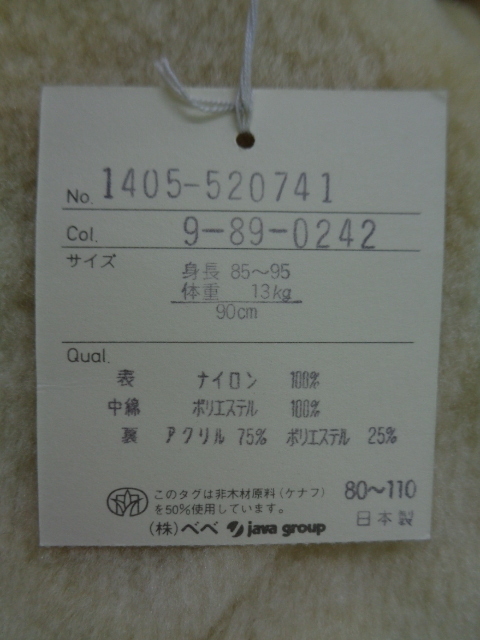 No. 1405-520741
Col. 9-89-0242
サイズ
身長 85〜95
体重 13kg
90cm
Qual.
表 ナイロン 100%
中綿 ポリエステル 100%
裏 アクリル 75% ポリエステル 25%
このタグは非木材原料(ケナフ)
を50%使用しています。
80〜110
(株)べべ java group
日本製